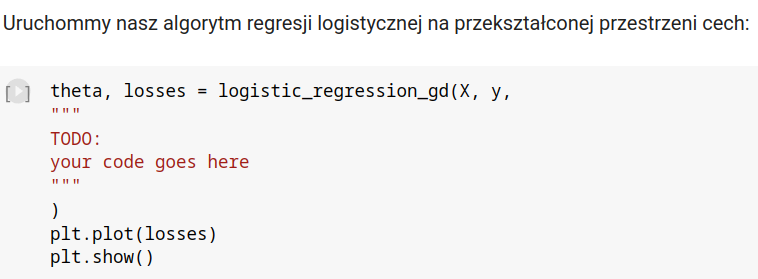 Uruchommy nasz algorytm regresji logistycznej na przekształconej przestrzeni cech:
[ ] theta, losses = logistic_regression_gd(X, y,
"""
TODO:
your code goes here
"""
)
plt.plot(losses)
plt.show()